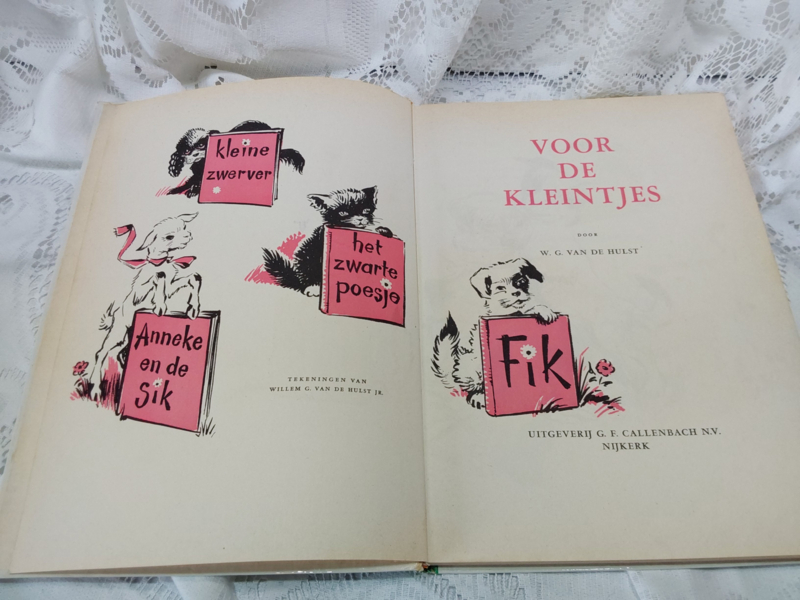 kleine
zwerver
het
zwarte
poesje
Anneke
en de
Sik
TEKENINGEN VAN
WILLEM G. VAN DE HULST JR.
VOOR
DE
KLEINTJES
DOOR
W. G. VAN DE HULST
Fik
UITGEVERIJ G. F. CALLENBACH N.V.
NIJKERK